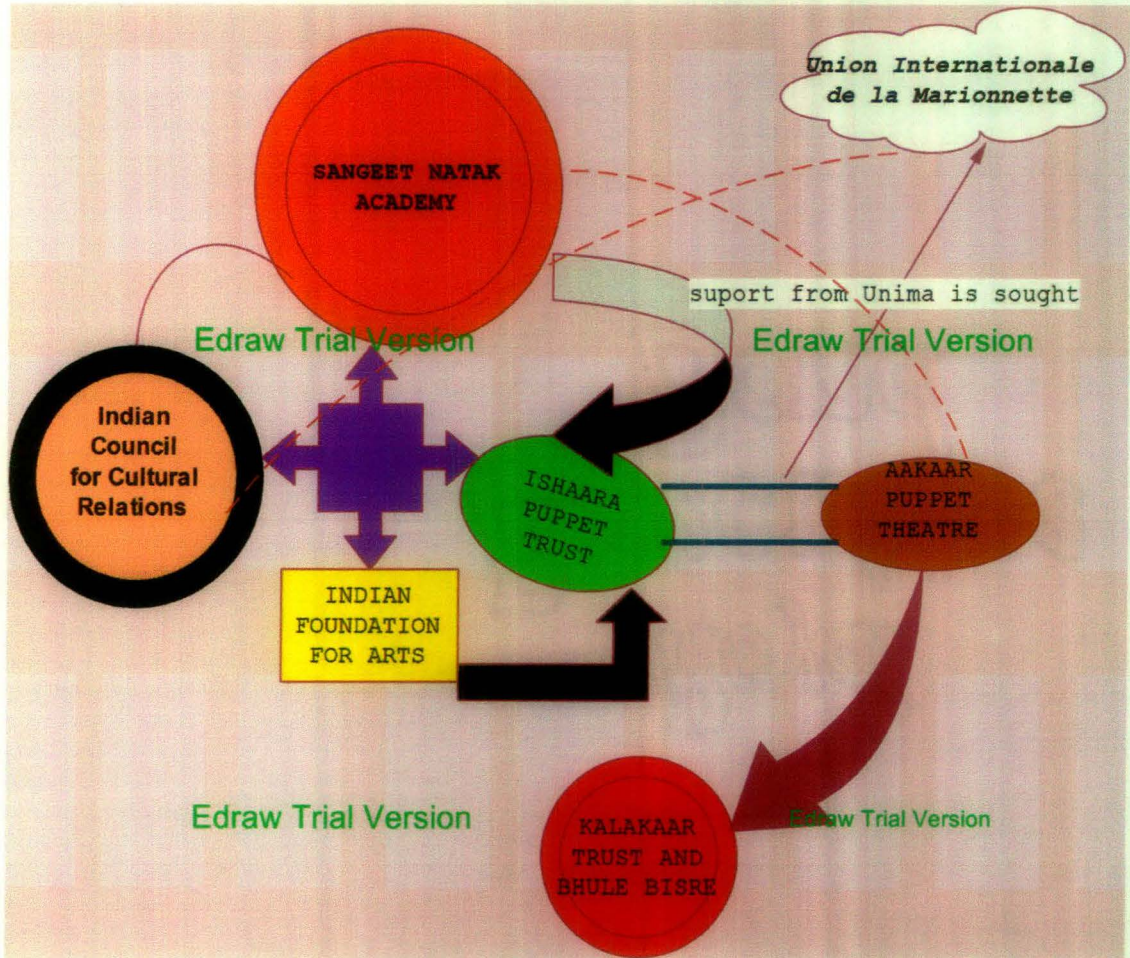 Union Internationale
de la Marionnette
SANGEET NATAK
ACADEMY
suport from Unima is sought
Edraw Trial Version
Edraw Trial Version
Indian
Council
for Cultural
Relations
ISHAARA
PUPPET
TRUST
AAKAAR
PUPPET
THEATRE
INDIAN
FOUNDATION
FOR ARTS
Edraw Trial Version
Edraw Trial Version
KALAKAAR
TRUST AND
BHULE BISRE